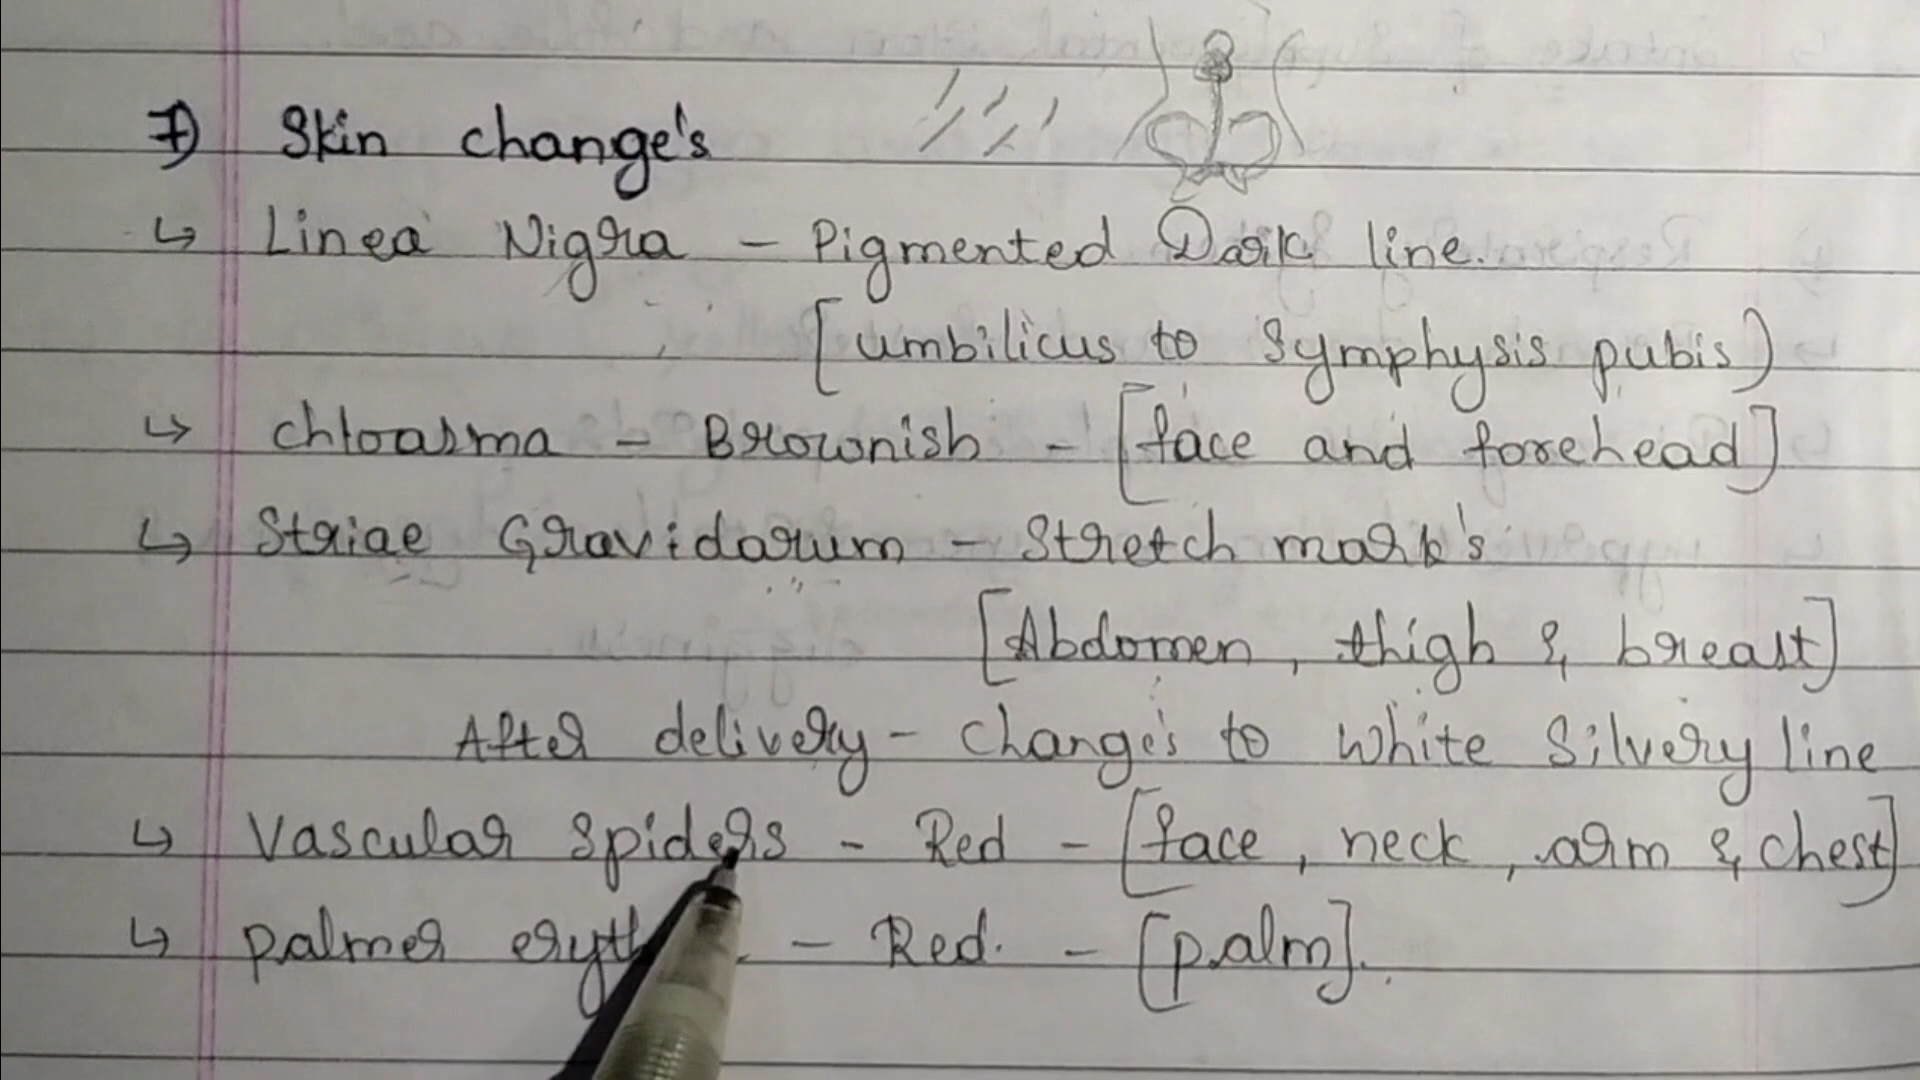 7) Skin change's
↳ Linea Nigra - Pigmented Dark line.
[umbilicus to Symphysis pubis)
↳ chloasma - Brownish - [face and forehead]
↳ Striae Gravidarum - Stretch mark's
[Abdomen, thigh & breast]
After delivery - Change's to White Silvery line
↳ Vascular Spiders - Red - [face, neck, arm & chest]
↳ palmer - Red. - [palm].